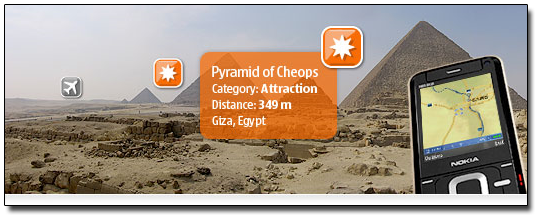 Pyramid of Cheops
Category: Attraction
Distance: 349 m
Giza, Egypt
NOKIA